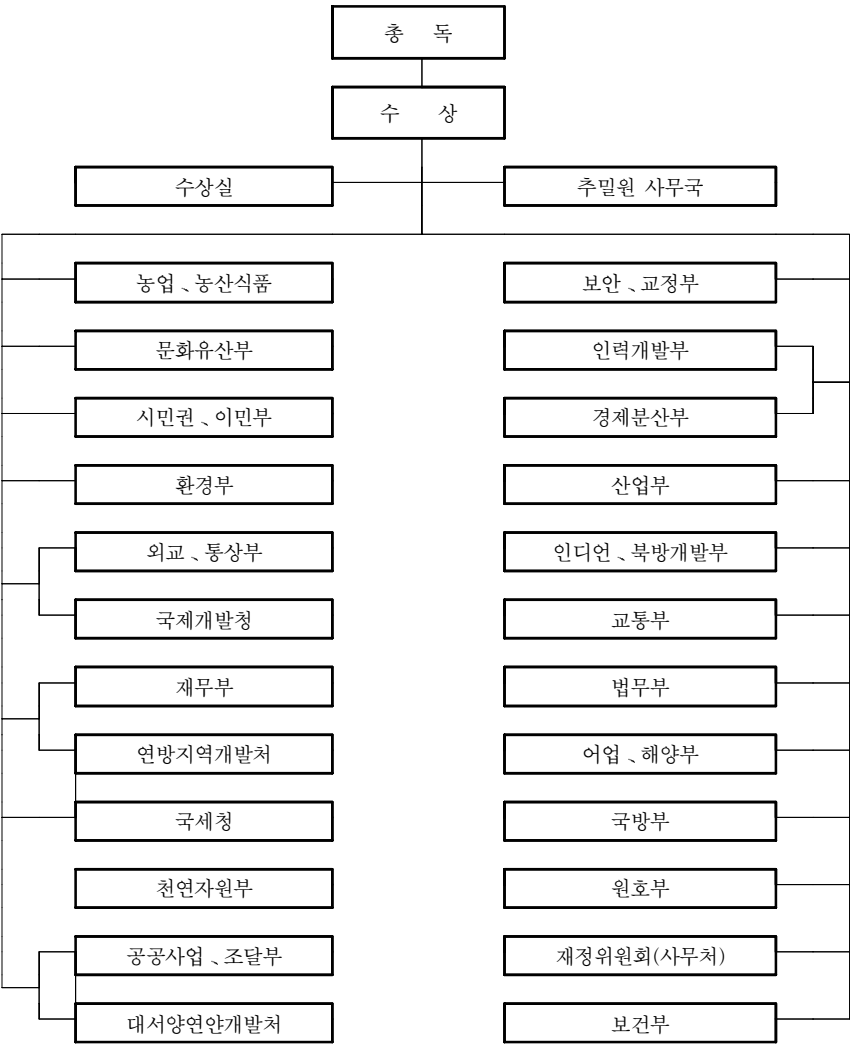 총 독
수 상
수상실
추밀원 사무국
농업、농산식품
문화유산부
시민권、이민부
환경부
외교、통상부
국제개발청
재무부
연방지역개발처
국세청
천연자원부
공공사업、조달부
대서양연안개발처
보안、교정부
인력개발부
경제분산부
산업부
인디언、북방개발부
교통부
법무부
어업、해양부
국방부
원호부
재정위원회(사무처)
보건부